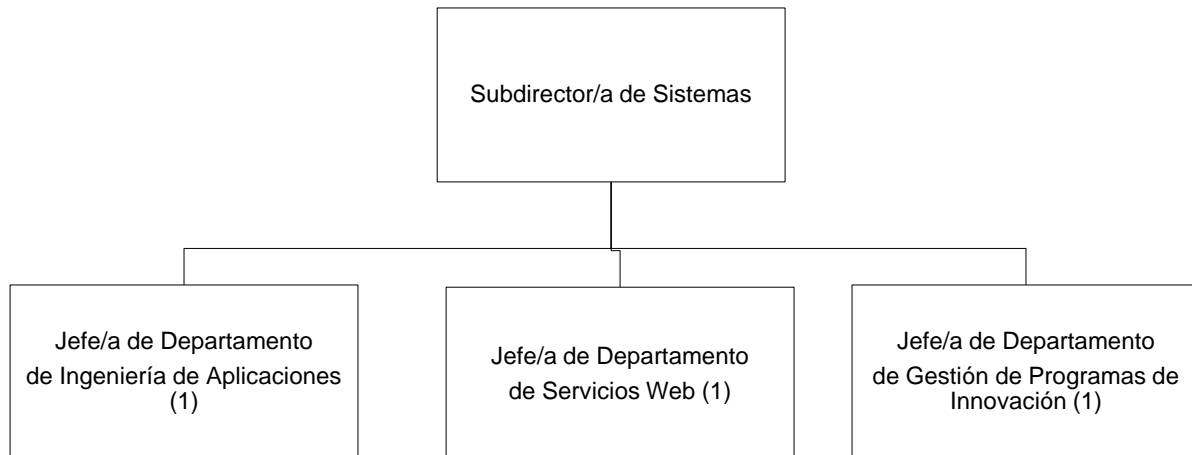 Subdirector/a de Sistemas
Jefe/a de Departamento
de Ingeniería de Aplicaciones
(1)
Jefe/a de Departamento
de Servicios Web (1)
Jefe/a de Departamento
de Gestión de Programas de
Innovación (1)